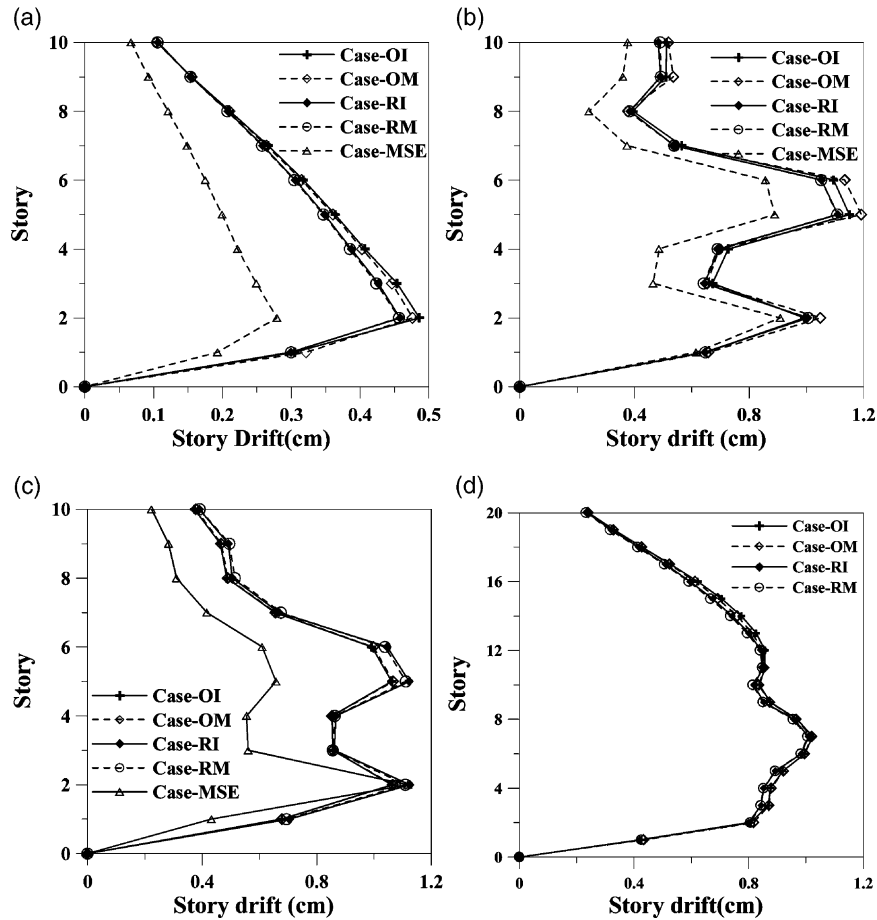 (a)
10
8
6
4
2
0
Story
0
0.1
0.2
0.3
0.4
0.5
Story Drift(cm)
Case-OI
Case-OM
Case-RI
Case-RM
Case-MSE
(b)
10
8
6
4
2
0
Story
0
0.4
0.8
1.2
Story drift (cm)
Case-OI
Case-OM
Case-RI
Case-RM
Case-MSE
(c)
10
8
6
4
2
0
Story
0
0.4
0.8
1.2
Story drift(cm)
Case-OI
Case-OM
Case-RI
Case-RM
Case-MSE
(d)
20
16
12
8
4
0
Story
0
0.4
0.8
1.2
Story drift (cm)
Case-OI
Case-OM
Case-RI
Case-RM